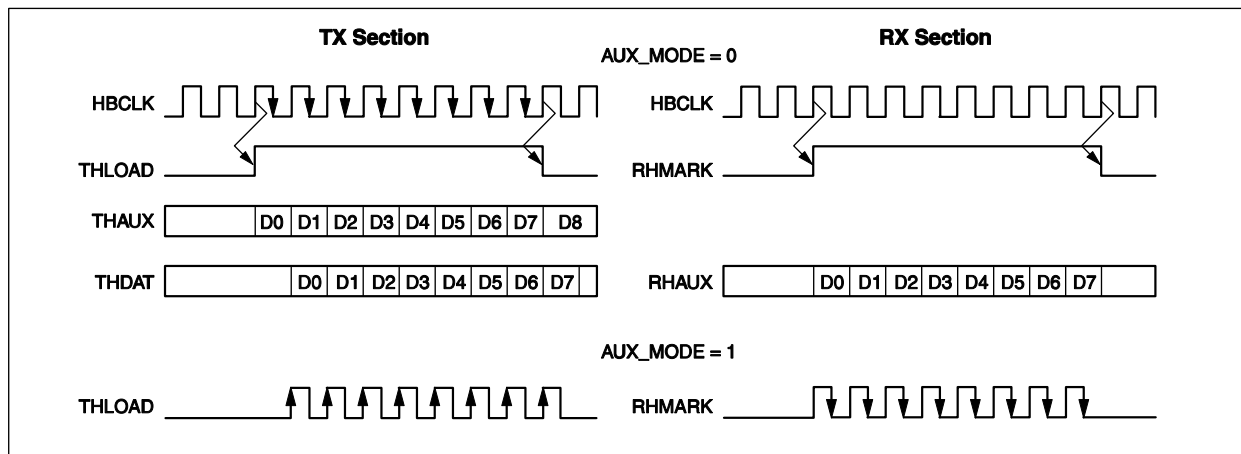 TX Section
RX Section
AUX_MODE = 0
HBCLK
HBCLK
THLOAD
RHMARK
THAUX D0 D1 D2 D3 D4 D5 D6 D7 D8
THDAT D0 D1 D2 D3 D4 D5 D6 D7
RHAUX D0 D1 D2 D3 D4 D5 D6 D7
AUX_MODE = 1
THLOAD
RHMARK